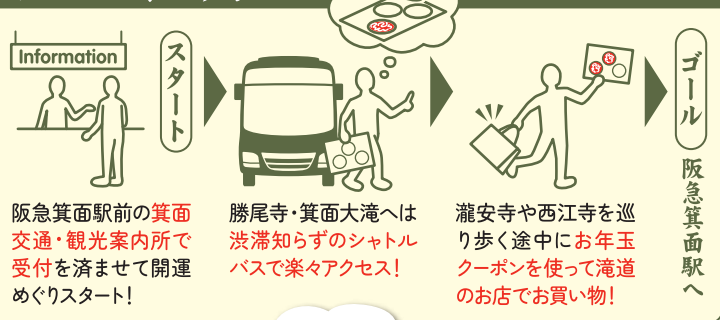 Information
スタート
阪急箕面駅前の箕面
交通・観光案内所で
受付を済ませて開運
めぐりスタート!
勝尾寺・箕面大滝へは
渋滞知らずのシャトル
バスで楽々アクセス!
瀧安寺や西江寺を巡
り歩く途中にお年玉
クーポンを使って滝道
のお店でお買い物!
ゴール
阪急箕面駅へ